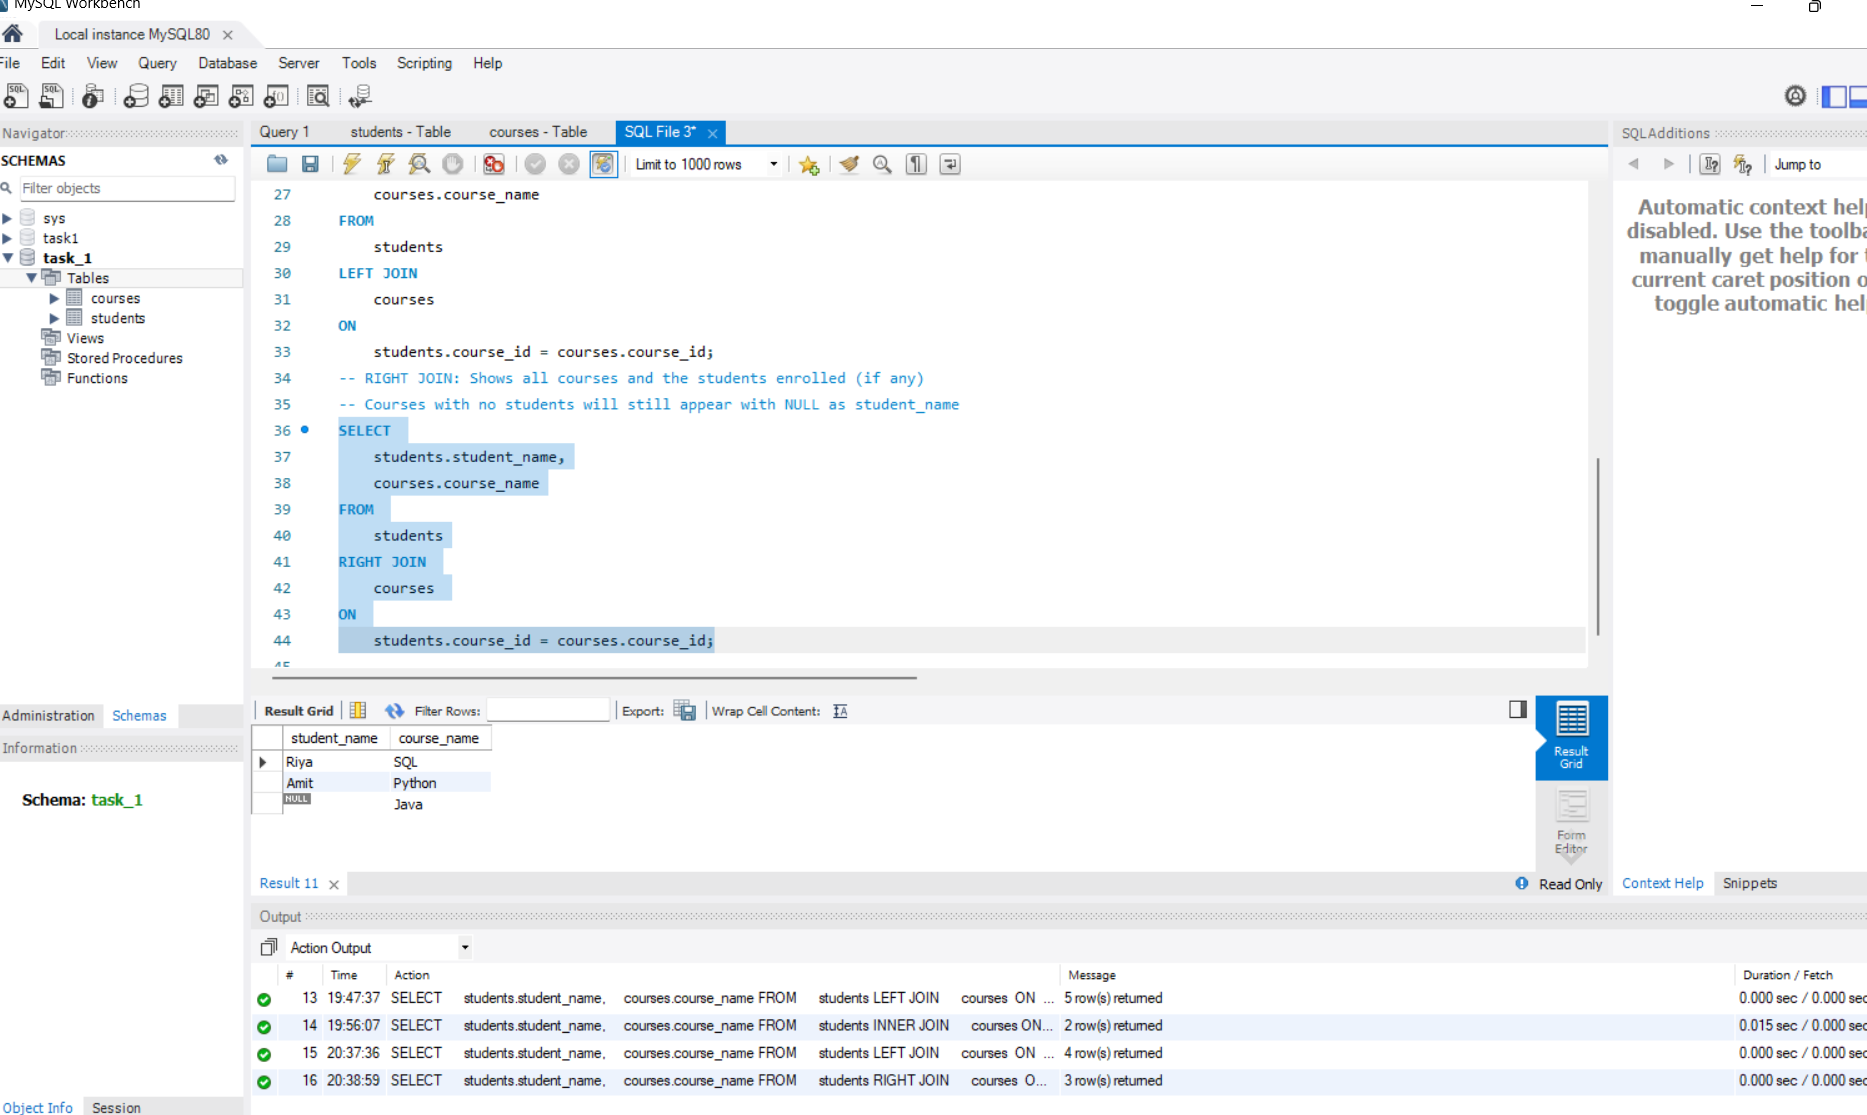 MySQL Workbench
Local instance MySQL80
File Edit View Query Database Server Tools Scripting Help
Navigator
SCHEMAS
Filter objects
sys
task1
task_1
Tables
courses
students
Views
Stored Procedures
Functions
Administration Schemas
Information
Schema: task_1
Object Info Session
Query 1 students - Table courses - Table SQL File 3*
Limit to 1000 rows
27 courses.course_name
28 FROM
29 students
30 LEFT JOIN
31 courses
32 ON
33 students.course_id = courses.course_id;
34 -- RIGHT JOIN: Shows all courses and the students enrolled (if any)
35 -- Courses with no students will still appear with NULL as student_name
36 SELECT
37 students.student_name,
38 courses.course_name
39 FROM
40 students
41 RIGHT JOIN
42 courses
43 ON
44 students.course_id = courses.course_id;
45
Result Grid Filter Rows: Export: Wrap Cell Content:
student_name course_name
Riya SQL
Amit Python
NULL Java
Result Grid
Form Editor
Result 11
Read Only
SQLAdditions
Jump to
Automatic context help
disabled. Use the toolba
manually get help for t
current caret position o
toggle automatic help
Context Help Snippets
Output
Action Output
# Time Action Message Duration / Fetch
13 19:47:37 SELECT students.student_name, courses.course_name FROM students LEFT JOIN courses ON ... 5 row(s) returned 0.000 sec / 0.000 sec
14 19:56:07 SELECT students.student_name, courses.course_name FROM students INNER JOIN courses ON... 2 row(s) returned 0.015 sec / 0.000 sec
15 20:37:36 SELECT students.student_name, courses.course_name FROM students LEFT JOIN courses ON ... 4 row(s) returned 0.000 sec / 0.000 sec
16 20:38:59 SELECT students.student_name, courses.course_name FROM students RIGHT JOIN courses O... 3 row(s) returned 0.000 sec / 0.000 sec